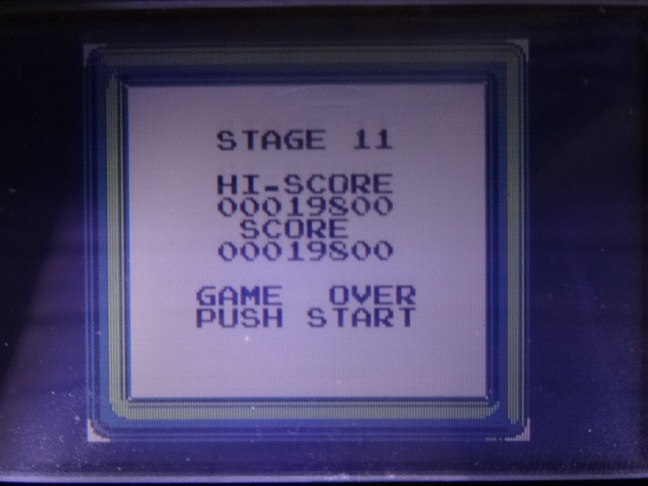 STAGE 11
HI-SCORE
00019800
SCORE
00019800
GAME OVER
PUSH START